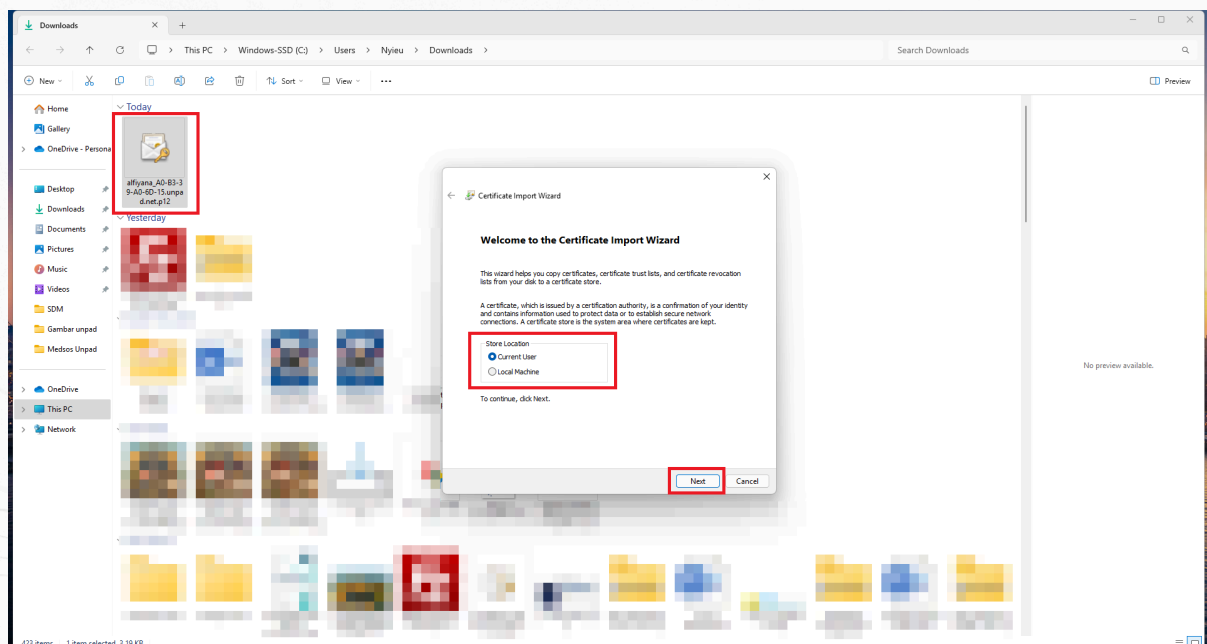 Downloads
This PC > Windows-SSD (C:) > Users > Nyieu > Downloads >
Search Downloads
New
Sort
View
...
Preview
Home
Gallery
OneDrive - Persona
Desktop
Downloads
Documents
Pictures
Music
Videos
SDM
Gambar unpad
Medsos Unpad
OneDrive
This PC
Network
Today
alfiyana_A0-B3-3
9-A0-6D-15.unpa
d.net.p12
Yesterday
Certificate Import Wizard
Welcome to the Certificate Import Wizard
This wizard helps you copy certificates, certificate trust lists, and certificate revocation
lists from your disk to a certificate store.
A certificate, which is issued by a certification authority, is a confirmation of your identity
and contains information used to protect data or to establish secure network
connections. A certificate store is the system area where certificates are kept.
Store Location
Current User
Local Machine
To continue, click Next.
Next
Cancel
No preview available.
423 items
1 item selected 3.19 KB